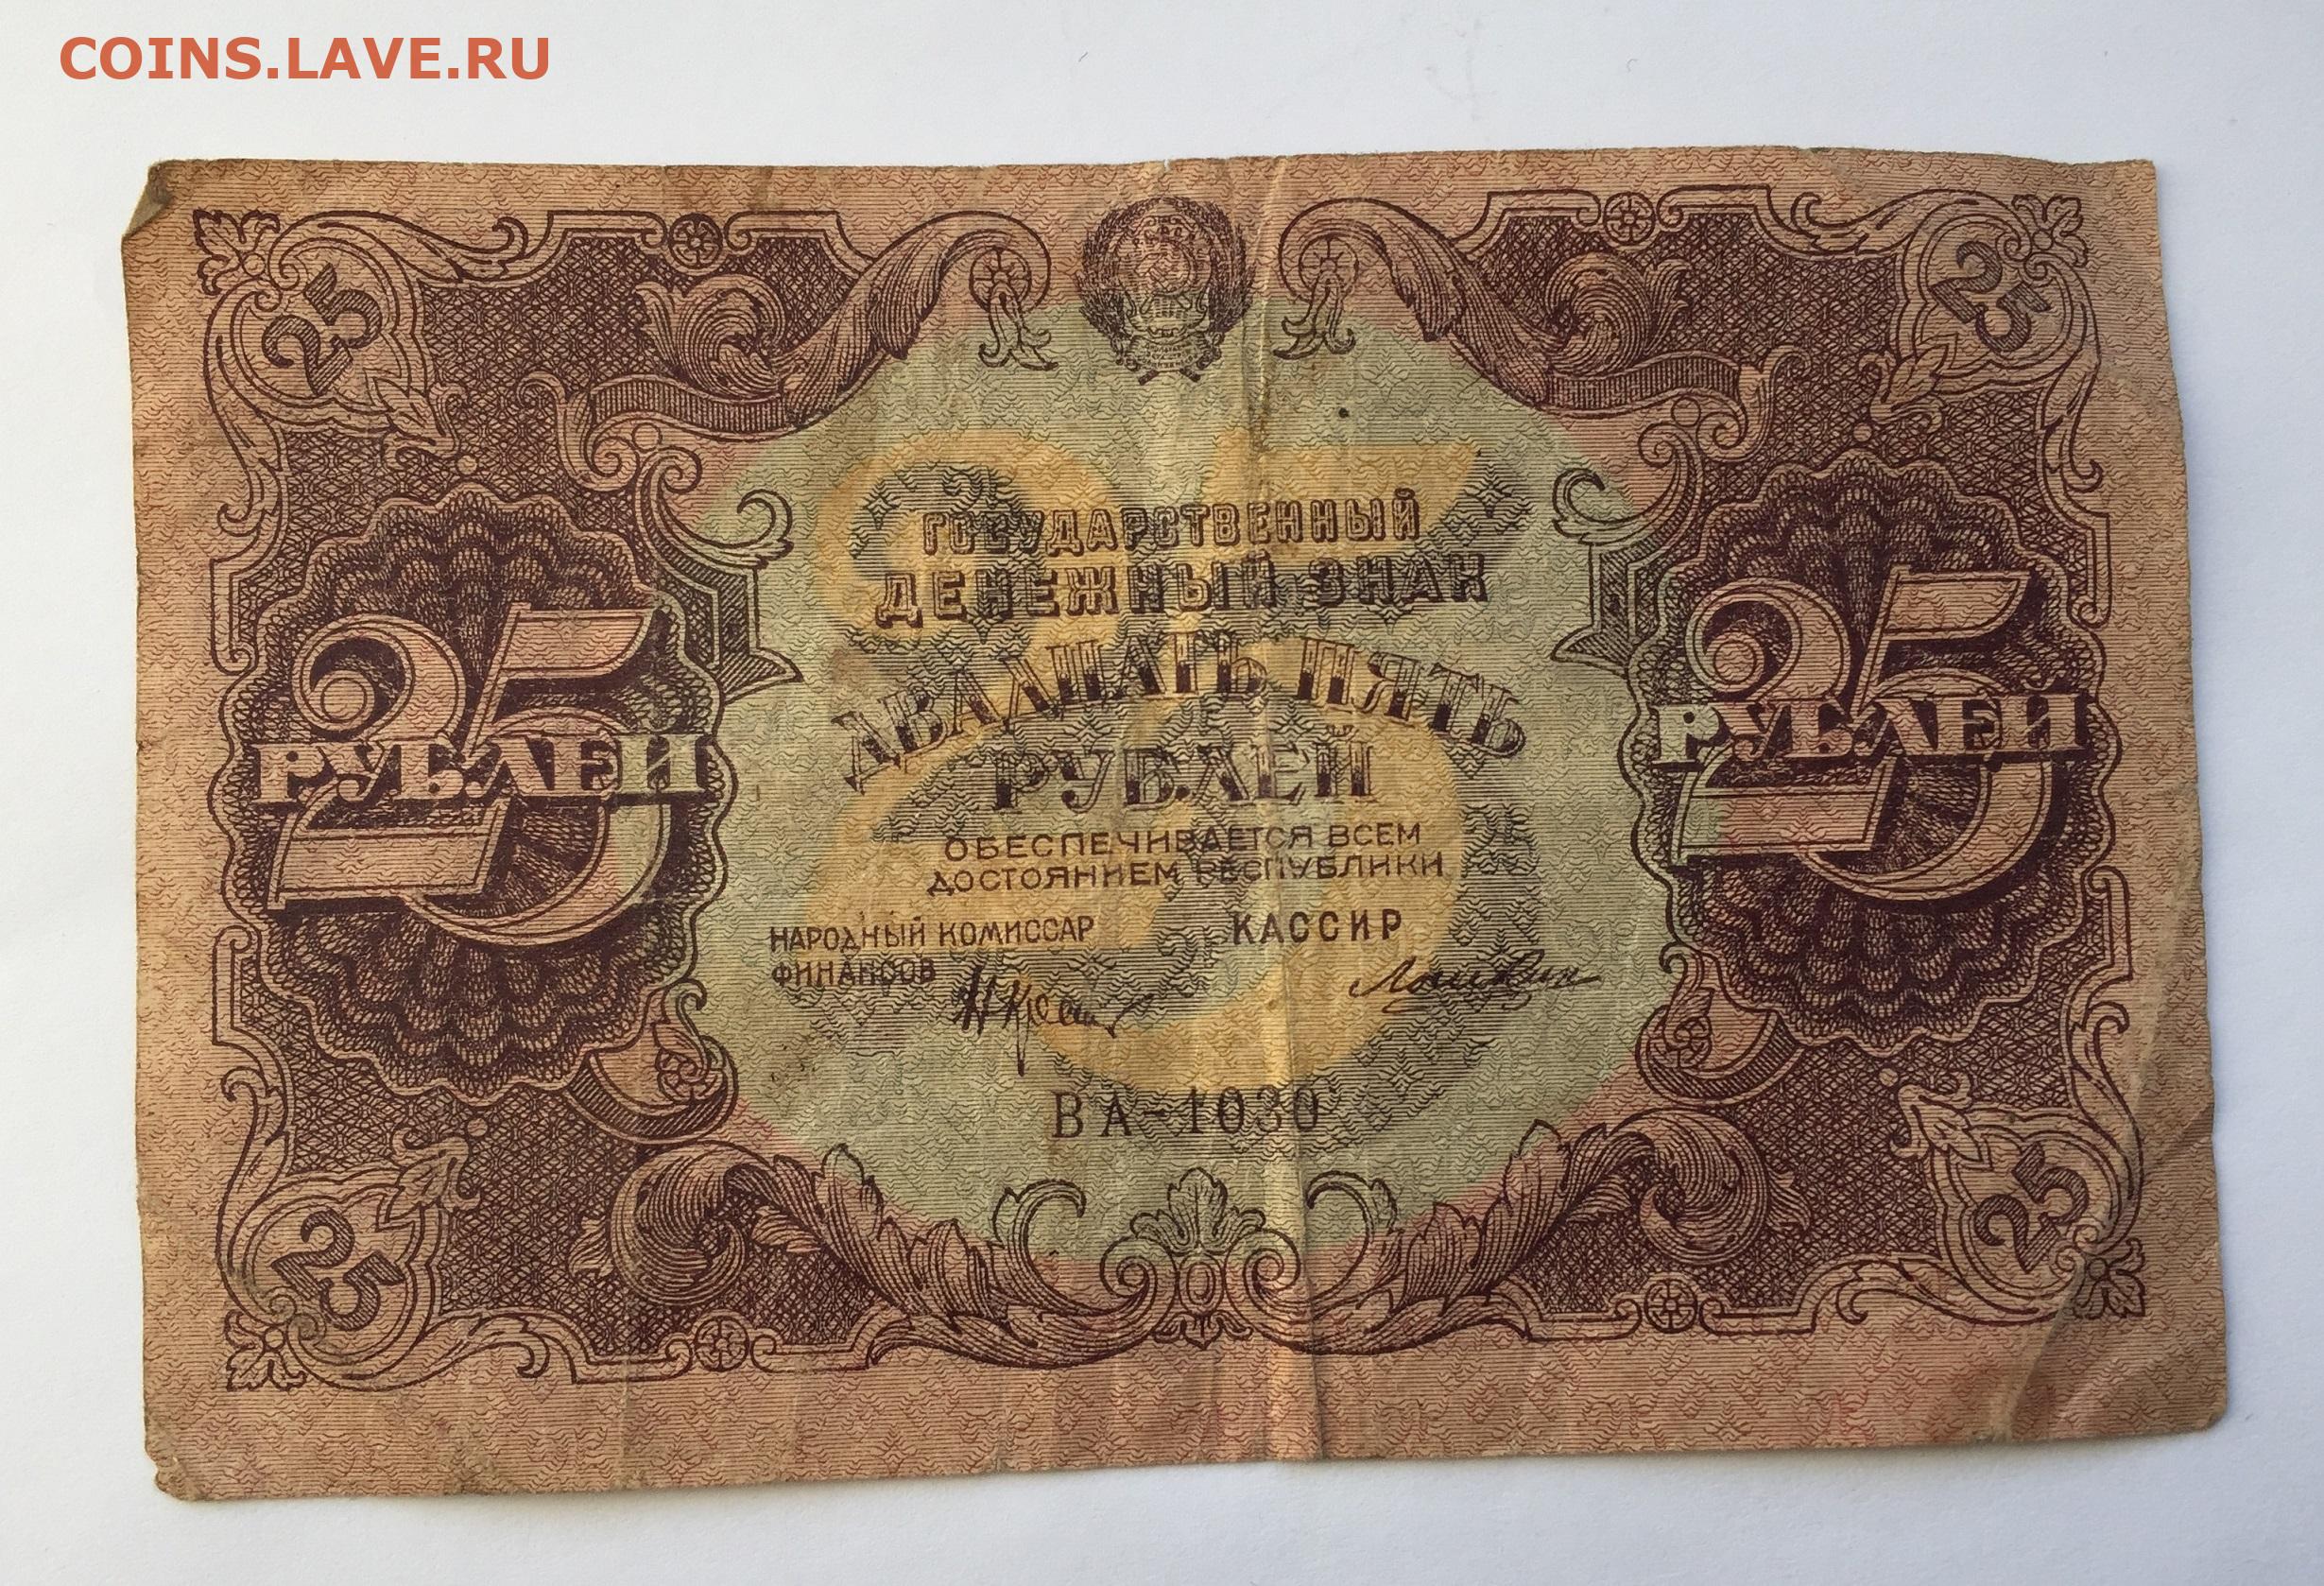 COINS.LAVE.RU
25
25
ГОСУДАРСТВЕННЫЙ
ДЕНЕЖНЫЙ ЗНАК
ДВАДЦАТЬ ПЯТЬ
РУБЛЕЙ
25
РУБЛЕЙ
25
РУБЛЕЙ
ОБЕСПЕЧИВАЕТСЯ ВСЕМ
ДОСТОЯНИЕМ РЕСПУБЛИКИ
НАРОДНЫЙ КОМИССАР
ФИНАНСОВ
КАССИР
ВА-1030
25
25